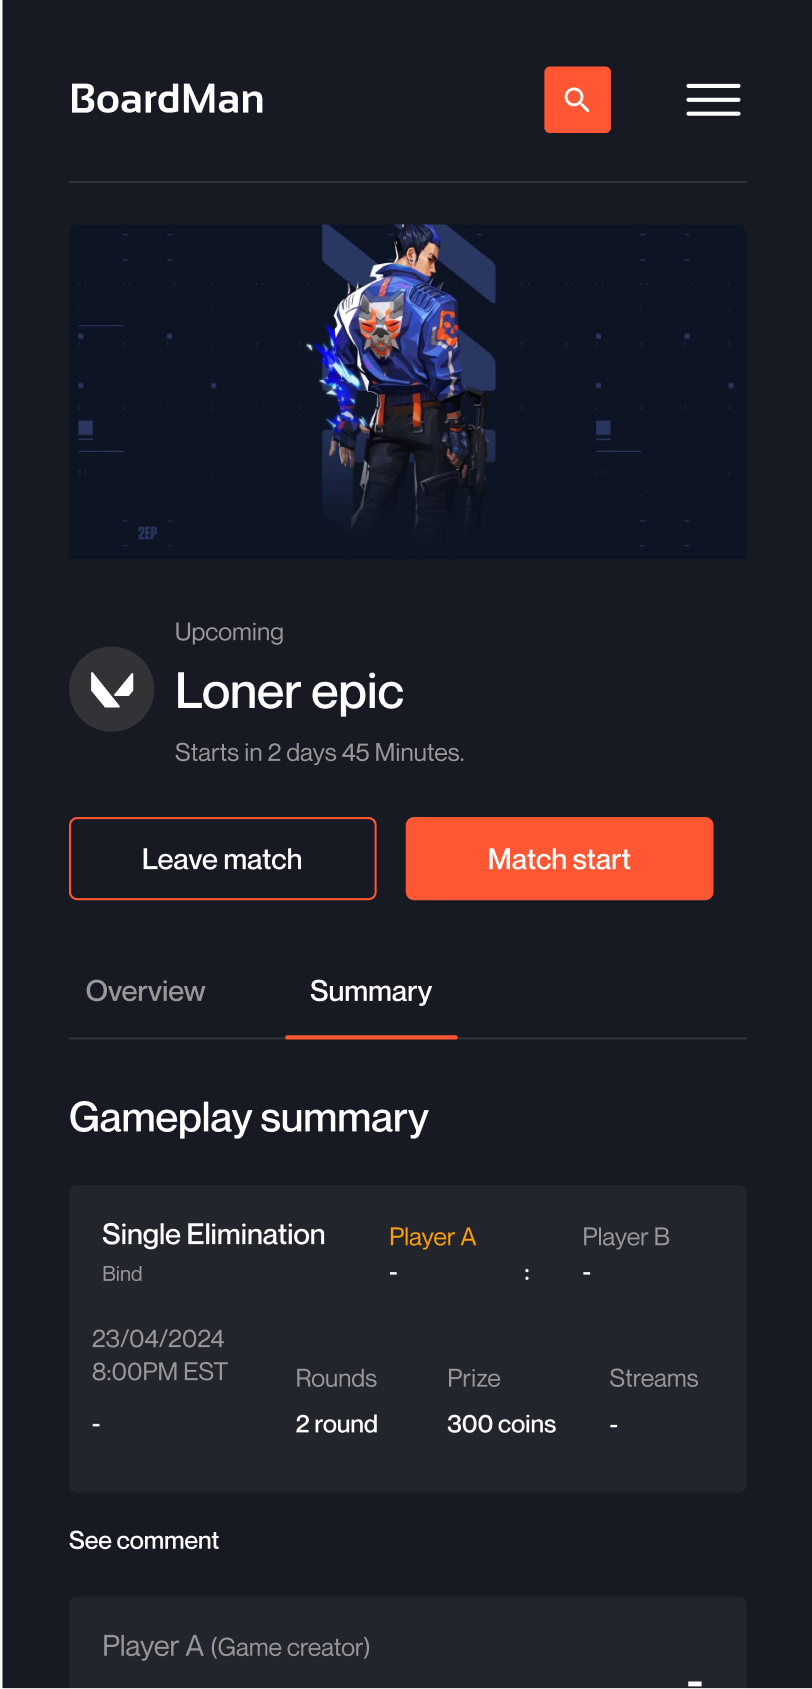 BoardMan
2EP
Upcoming
Loner epic
Starts in 2 days 45 Minutes.
Leave match
Match start
Overview
Summary
Gameplay summary
Single Elimination
Player A
Player B
Bind
-
:
-
23/04/2024
8:00PM EST
Rounds
Prize
Streams
-
2 round
300 coins
-
See comment
Player A (Game creator)